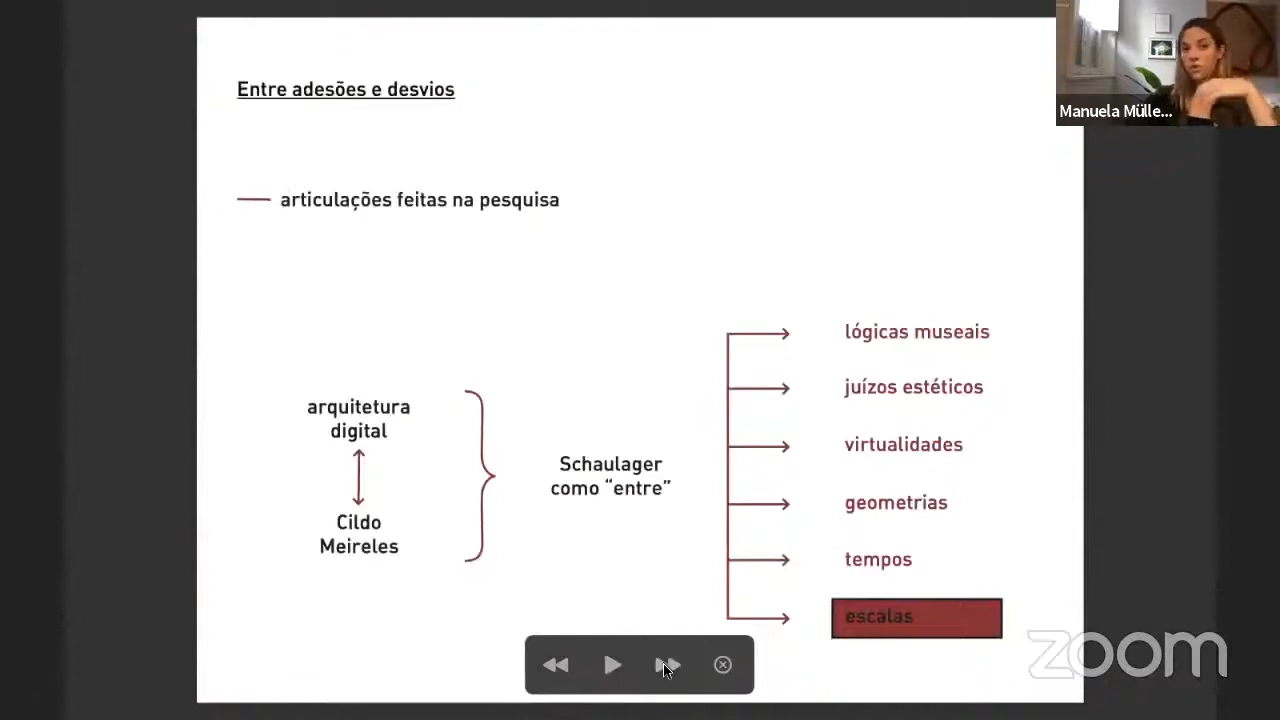 Entre adesões e desvios
articulações feitas na pesquisa
arquitetura
digital
Cildo
Meireles
Schaulager
como “entre”
lógicas museais
juízos estéticos
virtualidades
geometrias
tempos
escalas
Manuela Mülle...
zoom